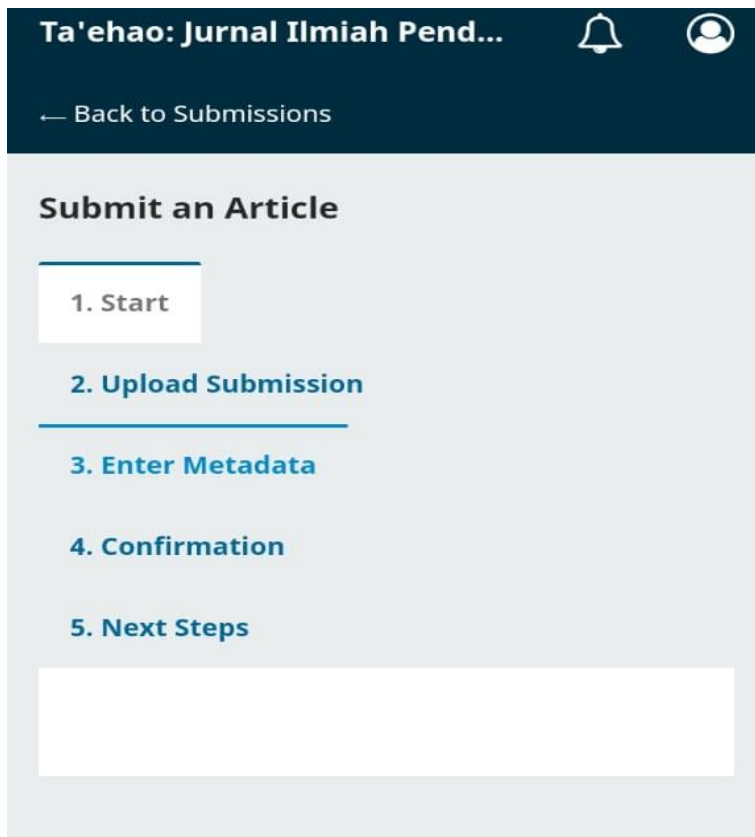 Ta'ehao: Jurnal Ilmiah Pend...
← Back to Submissions
Submit an Article
1. Start
2. Upload Submission
3. Enter Metadata
4. Confirmation
5. Next Steps